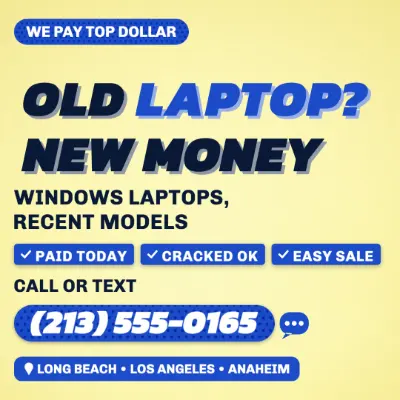 WE PAY TOP DOLLAR
OLD LAPTOP?
NEW MONEY
WINDOWS LAPTOPS,
RECENT MODELS
✓ PAID TODAY ✓ CRACKED OK ✓ EASY SALE
CALL OR TEXT
(213) 555-0165
LONG BEACH • LOS ANGELES • ANAHEIM